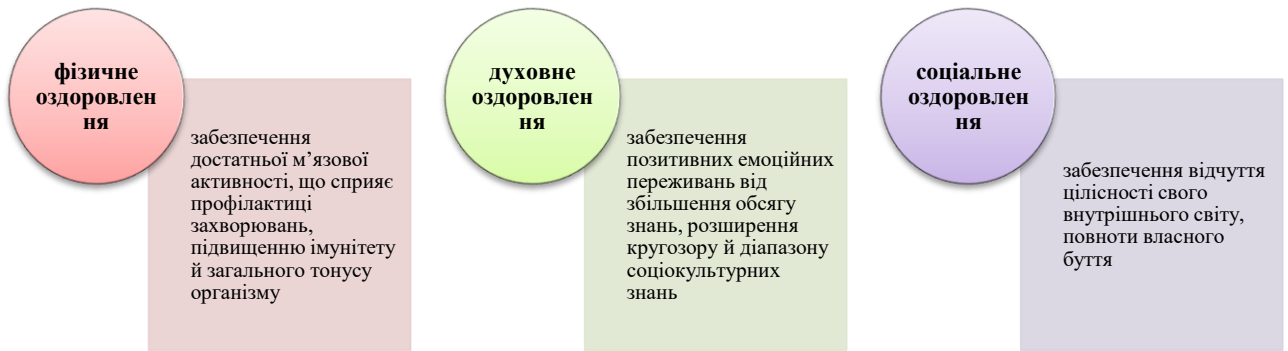 фізичне
оздоровлен
ня
забезпечення
достатньої м’язової
активності, що сприяє
профілактиці
захворювань,
підвищенню імунітету
й загального тонусу
організму
духовне
оздоровлен
ня
забезпечення
позитивних емоційних
переживань від
збільшення обсягу
знань, розширення
кругозору й діапазону
соціокультурних
знань
соціальне
оздоровлен
ня
забезпечення відчуття
цілісності свого
внутрішнього світу,
повноти власного
буття